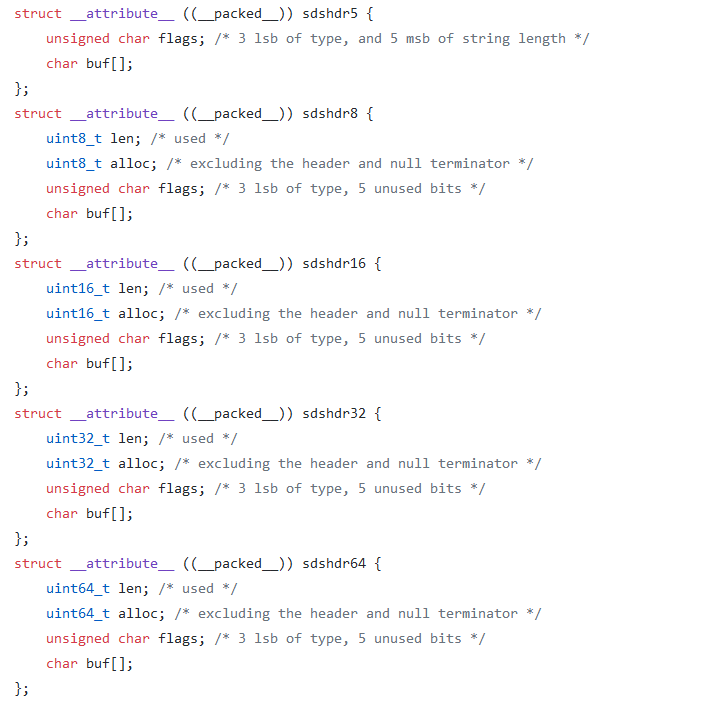 struct __attribute__ ((__packed__)) sdshdr5 {
    unsigned char flags; /* 3 lsb of type, and 5 msb of string length */
    char buf[];
};
struct __attribute__ ((__packed__)) sdshdr8 {
    uint8_t len; /* used */
    uint8_t alloc; /* excluding the header and null terminator */
    unsigned char flags; /* 3 lsb of type, 5 unused bits */
    char buf[];
};
struct __attribute__ ((__packed__)) sdshdr16 {
    uint16_t len; /* used */
    uint16_t alloc; /* excluding the header and null terminator */
    unsigned char flags; /* 3 lsb of type, 5 unused bits */
    char buf[];
};
struct __attribute__ ((__packed__)) sdshdr32 {
    uint32_t len; /* used */
    uint32_t alloc; /* excluding the header and null terminator */
    unsigned char flags; /* 3 lsb of type, 5 unused bits */
    char buf[];
};
struct __attribute__ ((__packed__)) sdshdr64 {
    uint64_t len; /* used */
    uint64_t alloc; /* excluding the header and null terminator */
    unsigned char flags; /* 3 lsb of type, 5 unused bits */
    char buf[];
};